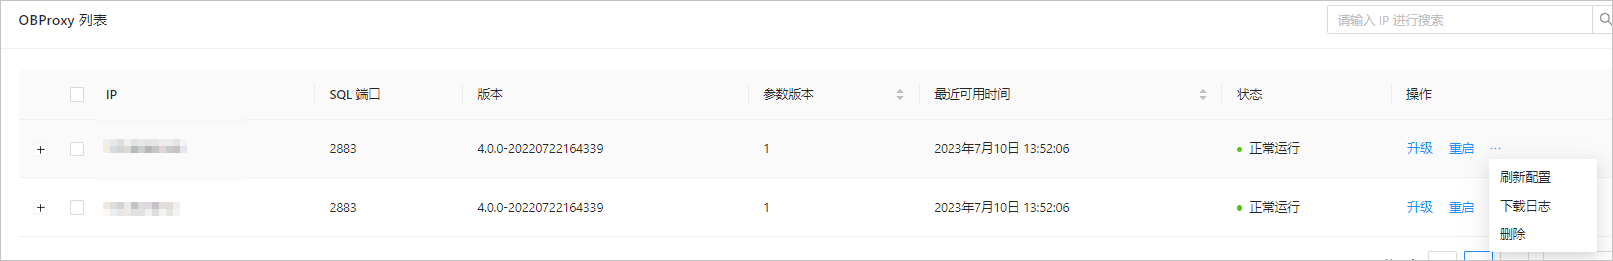 OBProxy 列表
请输入 IP 进行搜索
IP SQL 端口 版本 参数版本 最近可用时间 状态 操作
+ 2883 4.0.0-20220722164339 1 2023年7月10日 13:52:06 正常运行 升级 重启 ···
刷新配置
+ 2883 4.0.0-20220722164339 1 2023年7月10日 13:52:06 正常运行 升级 重启
下载日志
删除